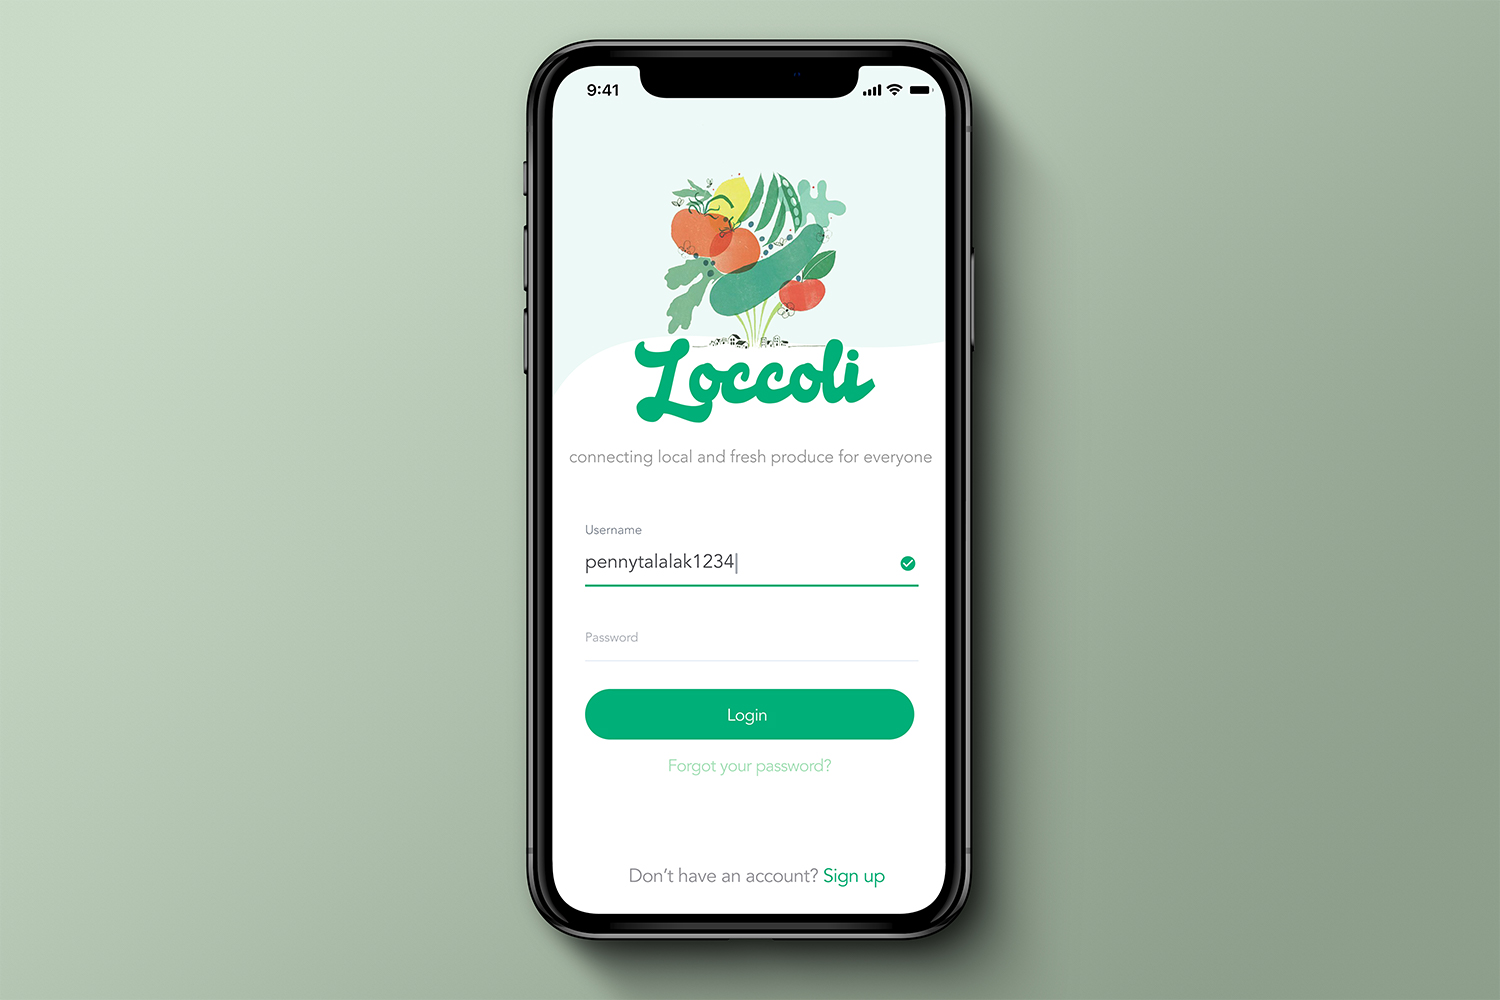 9:41
Loccoli
connecting local and fresh produce for everyone
Username
pennytalalak1234
Password
Login
Forgot your password?
Don't have an account? Sign up